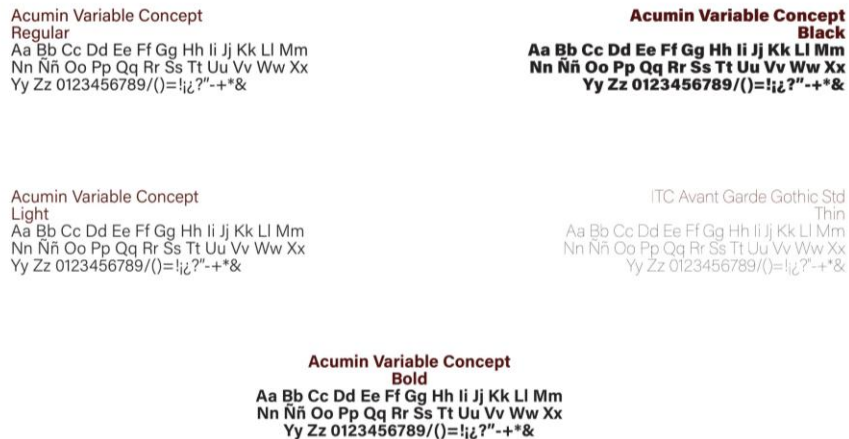 Acumin Variable Concept
Regular
Aa Bb Cc Dd Ee Ff Gg Hh Ii Jj Kk Ll Mm
Nn Ññ Oo Pp Qq Rr Ss Tt Uu Vv Ww Xx
Yy Zz 0123456789/()=!¡¿?"-+*&
Acumin Variable Concept
Black
Aa Bb Cc Dd Ee Ff Gg Hh Ii Jj Kk Ll Mm
Nn Ññ Oo Pp Qq Rr Ss Tt Uu Vv Ww Xx
Yy Zz 0123456789/()=!¡¿?"-+*&
Acumin Variable Concept
Light
Aa Bb Cc Dd Ee Ff Gg Hh Ii Jj Kk Ll Mm
Nn Ññ Oo Pp Qq Rr Ss Tt Uu Vv Ww Xx
Yy Zz 0123456789/()=!¡¿?"-+*&
ITC Avant Garde Gothic Std
Thin
Aa Bb Cc Dd Ee Ff Gg Hh Ii Jj Kk Ll Mm
Nn Ññ Oo Pp Qq Rr Ss Tt Uu Vv Ww Xx
Yy Zz 0123456789/()=!¡¿?"-+*&
Acumin Variable Concept
Bold
Aa Bb Cc Dd Ee Ff Gg Hh Ii Jj Kk Ll Mm
Nn Ññ Oo Pp Qq Rr Ss Tt Uu Vv Ww Xx
Yy Zz 0123456789/()=!¡¿?"-+*&